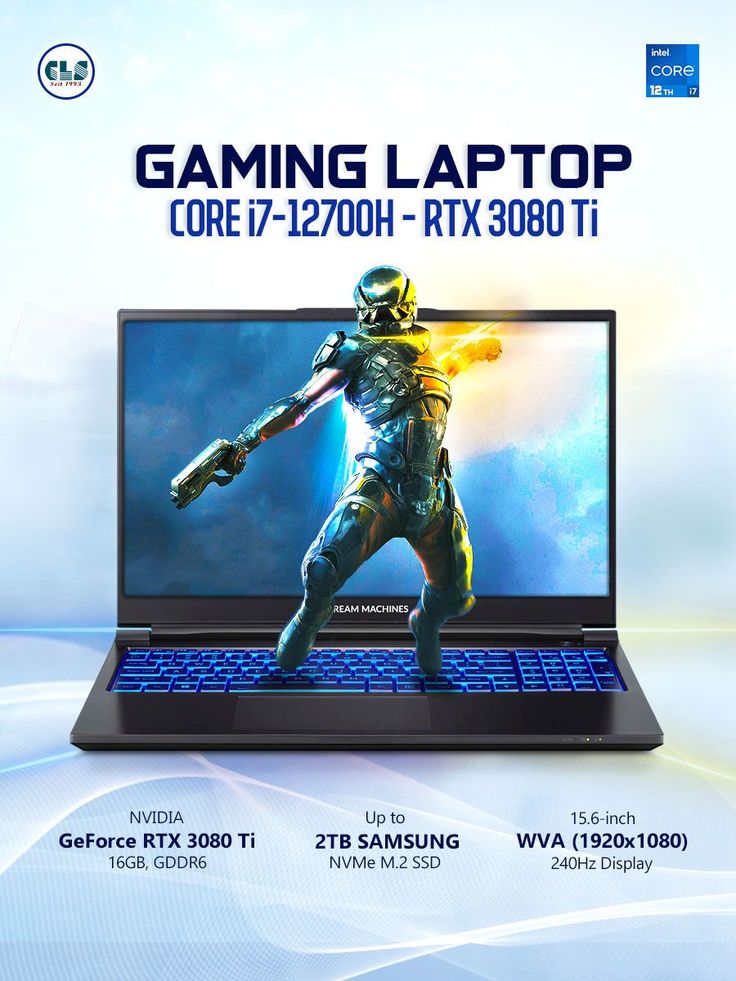 CLS
Seit 1993
intel
CORE
12TH i7
GAMING LAPTOP
CORE i7-12700H - RTX 3080 Ti
REAM MACHINES
NVIDIA
GeForce RTX 3080 Ti
16GB, GDDR6
Up to
2TB SAMSUNG
NVMe M.2 SSD
15.6-inch
WVA (1920x1080)
240Hz Display